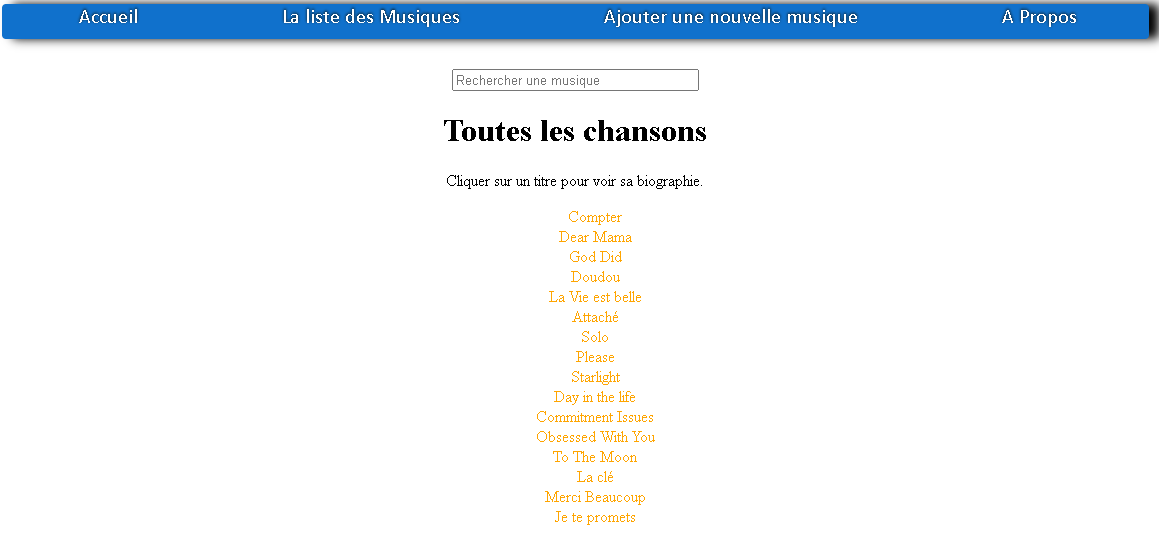 Accueil La liste des Musiques Ajouter une nouvelle musique A Propos
Rechercher une musique
Toutes les chansons
Cliquer sur un titre pour voir sa biographie.
Compter
Dear Mama
God Did
Doudou
La Vie est belle
Attaché
Solo
Please
Starlight
Day in the life
Commitment Issues
Obsessed With You
To The Moon
La clé
Merci Beaucoup
Je te promets